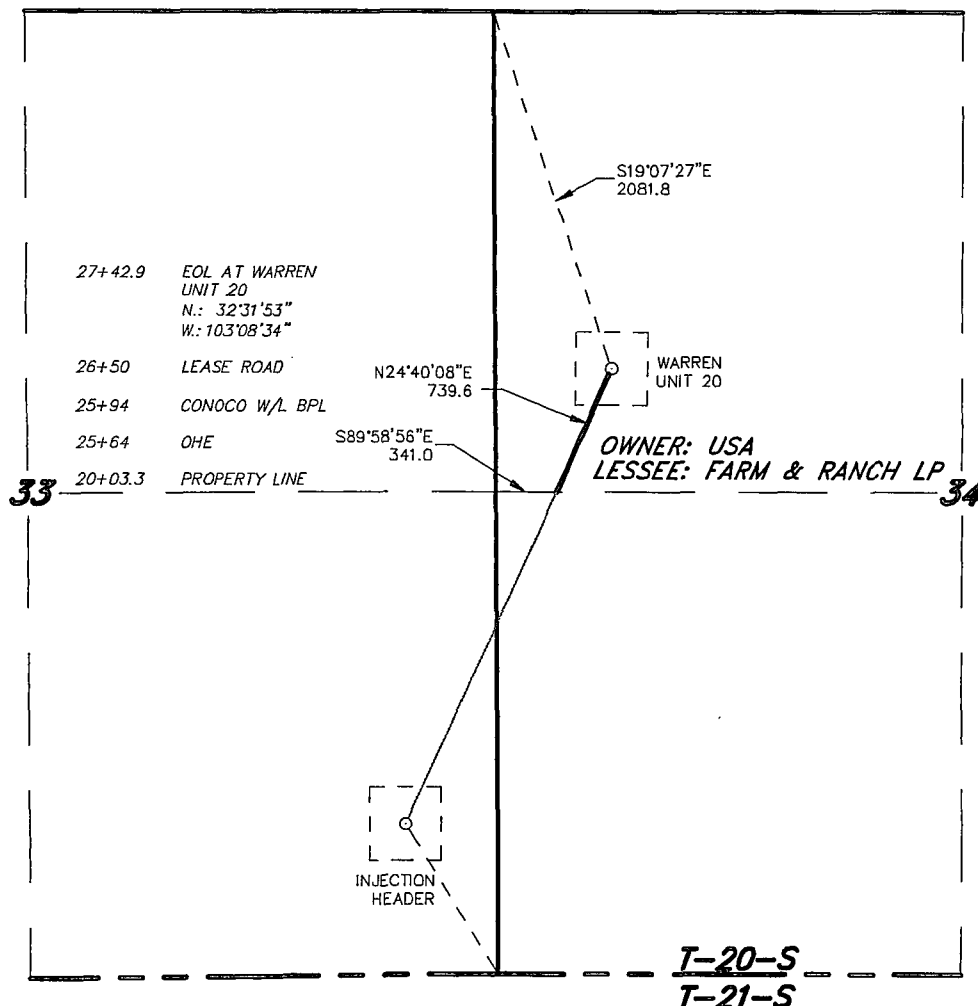 S19°07'27"E
2081.8
27+42.9 EOL AT WARREN
UNIT 20
N.: 32°31'53"
W.: 103°08'34"
26+50 LEASE ROAD
25+94 CONOCO W/L BPL
25+64 OHE
20+03.3 PROPERTY LINE
N24°40'08"E
739.6
WARREN
UNIT 20
S89°58'56"E
341.0
OWNER: USA
LESSEE: FARM & RANCH LP
33
34
INJECTION
HEADER
T-20-S
T-21-S